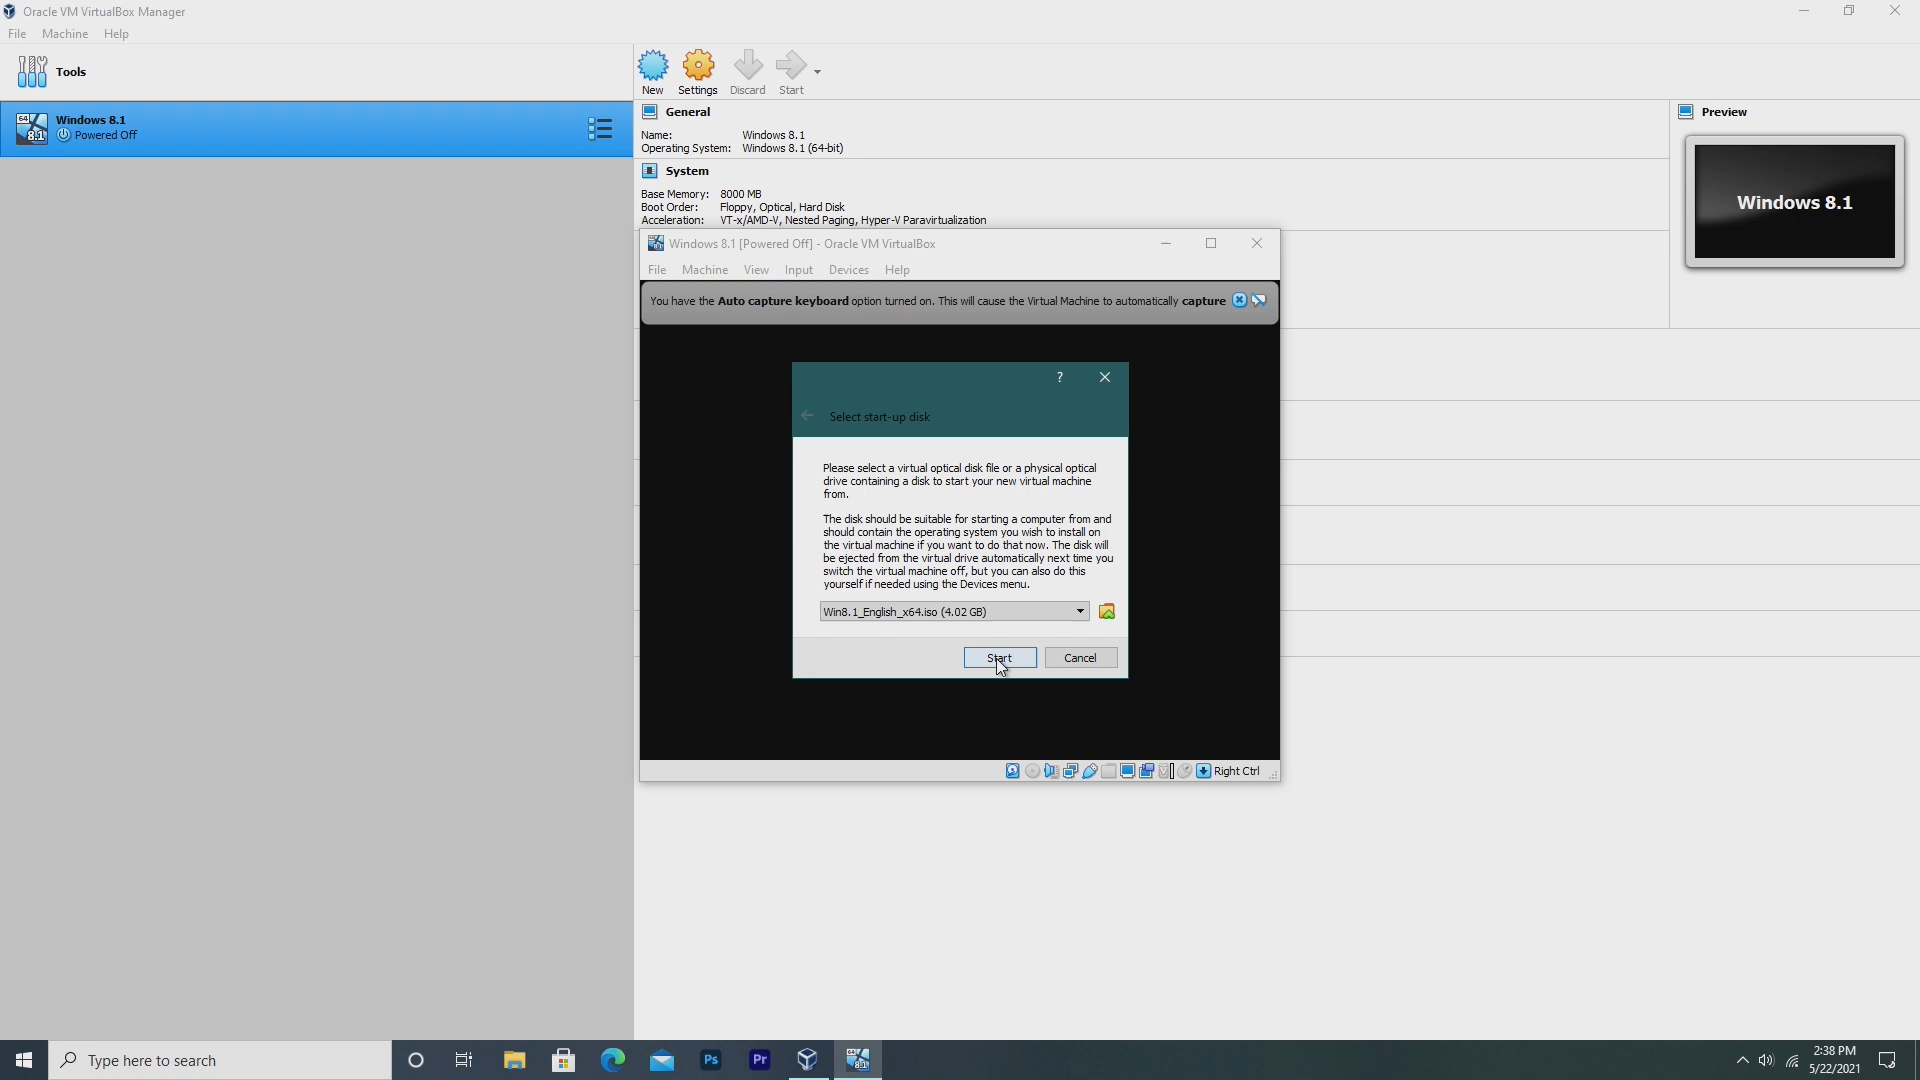 Oracle VM VirtualBox Manager
File Machine Help
Tools
New Settings Discard Start
64
8.1
Windows 8.1
Powered Off
General
Name: Windows 8.1
Operating System: Windows 8.1 (64-bit)
System
Base Memory: 8000 MB
Boot Order: Floppy, Optical, Hard Disk
Acceleration: VT-x/AMD-V, Nested Paging, Hyper-V Paravirtualization
Preview
Windows 8.1
Windows 8.1 [Powered Off] - Oracle VM VirtualBox
File Machine View Input Devices Help
You have the Auto capture keyboard option turned on. This will cause the Virtual Machine to automatically capture
?
Select start-up disk
Please select a virtual optical disk file or a physical optical
drive containing a disk to start your new virtual machine
from.
The disk should be suitable for starting a computer from and
should contain the operating system you wish to install on
the virtual machine if you want to do that now. The disk will
be ejected from the virtual drive automatically next time you
switch the virtual machine off, but you can also do this
yourself if needed using the Devices menu.
Win8.1_English_x64.iso (4.02 GB)
Start Cancel
Right Ctrl
Type here to search
Ps
Pr
64
8.1
2:38 PM
5/22/2021